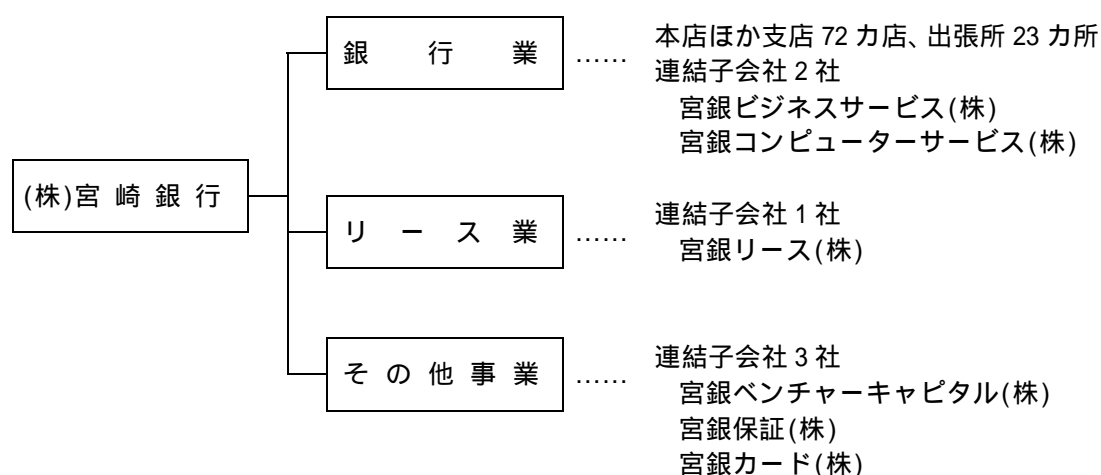 (株)宮崎銀行
銀行業
……
本店ほか支店 72 カ店、出張所 23 カ所
連結子会社 2 社
宮銀ビジネスサービス(株)
宮銀コンピューターサービス(株)
リース業
……
連結子会社 1 社
宮銀リース(株)
その他事業
……
連結子会社 3 社
宮銀ベンチャーキャピタル(株)
宮銀保証(株)
宮銀カード(株)